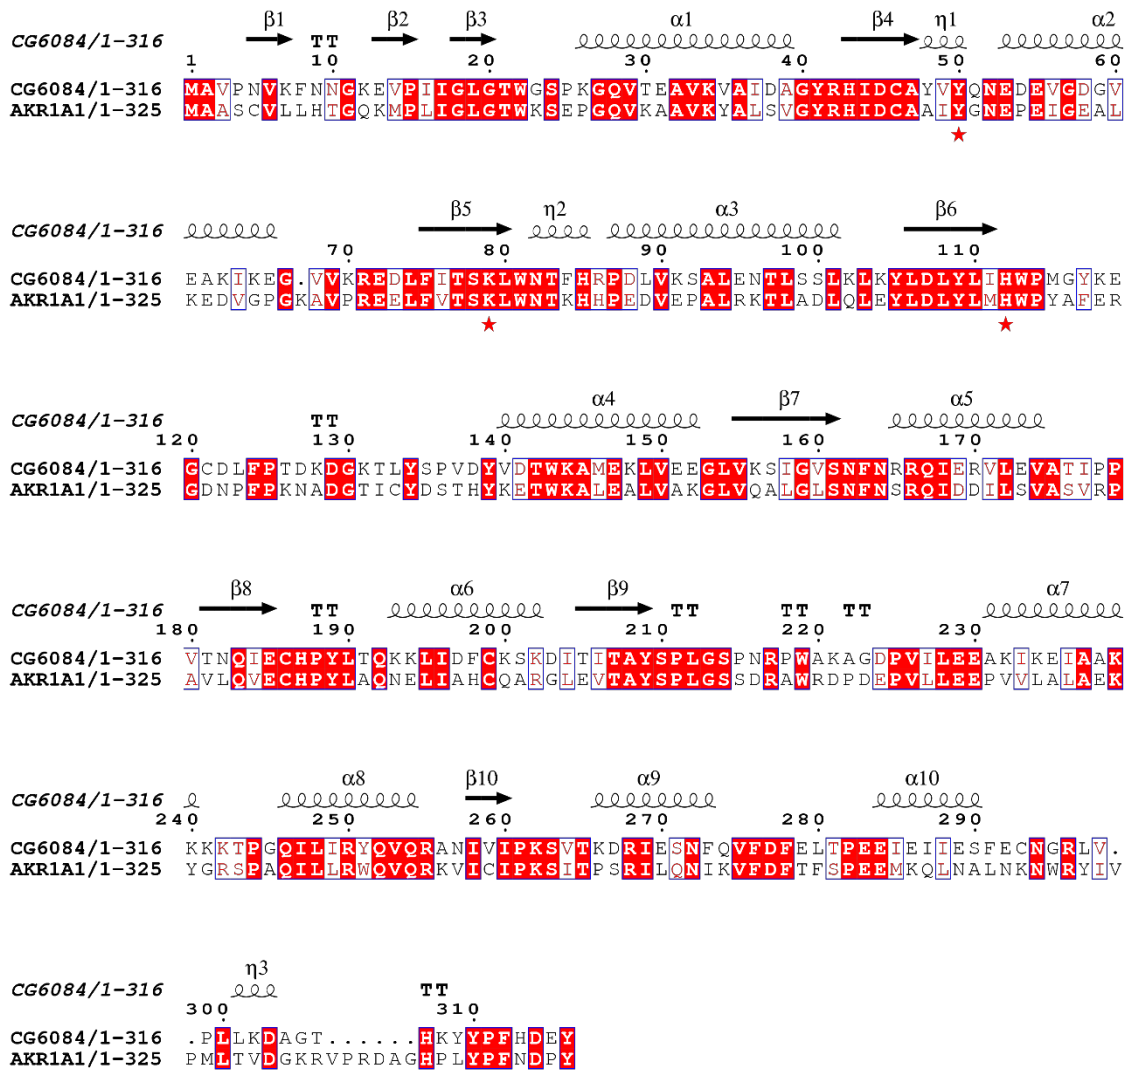 β1 β2 β3 α1 β4 η1 α2
CG6084/1-316 TT
1 10 20 30 40 50 60
CG6084/1-316 MAVPNVKFNNGKEVPIIGLGTWGSPKGQVTEAVKVAIDAGYRHIDCAYVYQNEDEVGDGV
AKR1A1/1-325 MAASCVLLHTGQKMPLIGLGTWKSEPGQVKAAVKYALSVGYRHIDCAAIYGNEPEIGEAL
β5 η2 α3 β6
CG6084/1-316
70 80 90 100 110
CG6084/1-316 EAKIKEG.VVKREDLFITSKLWNTFHRPDLVKSALENTLSSLKLKYLDLYLIHWPMGYKE
AKR1A1/1-325 KEDVGPGKAVPREELFVTSKLWNTKHHPEDVEPALRKTLADLQLEYLDLYLMHWPYAFER
α4 β7 α5
CG6084/1-316 TT
120 130 140 150 160 170
CG6084/1-316 GCDLFPTDKDGKTLYSPVDYVDTWKAMEKLVEEGLVKSIGVSNFNRRQIERVLEVATIPP
AKR1A1/1-325 GDNPFPKNADGTICYDSTHYKETWKALEALVAKGLVQALGLSNFNSRQIDDILSVASVRP
β8 α6 β9 α7
CG6084/1-316 TT TT TT TT
180 190 200 210 220 230
CG6084/1-316 VTNQIECHPYLTQKKLIDFCKSKDITITAYSPLGSPNRPWAKAGDPVILEEAKIKEIAAK
AKR1A1/1-325 AVLQVECHPYLAQNELIAHCQARGLEVTAYSPLGSSDRAWRDPDEPVLLEEPVVLALAEK
α8 β10 α9 α10
CG6084/1-316
240 250 260 270 280 290
CG6084/1-316 KKKTPGQILIRYQVQRANIVIPKSVTKDRIESNFQVFDFELTPEEIEIIESFECNGRLV.
AKR1A1/1-325 YGRSPAQILLRWQVQRKVICIPKSITPSRILQNIKVFDFTFSPEEMKQLNALNKNWRYIV
η3
CG6084/1-316 TT
300 310
CG6084/1-316 .PLLKDAGT......HKYYPFHDEY
AKR1A1/1-325 PMLTVDGKRVPRDAGHPLYPFNDPY